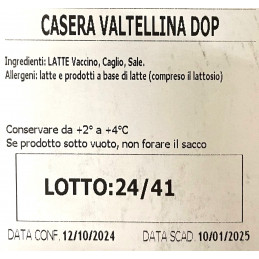 CASERA VALTELLINA DOP
Ingredienti: LATTE Vaccino, Caglio, Sale.
Allergeni: latte e prodotti a base di latte (compreso il lattosio)
Conservare da +2° a +4°C
Se prodotto sotto vuoto, non forare il sacco
LOTTO:24/41
DATA CONF. 12/10/2024 DATA SCAD. 10/01/2025